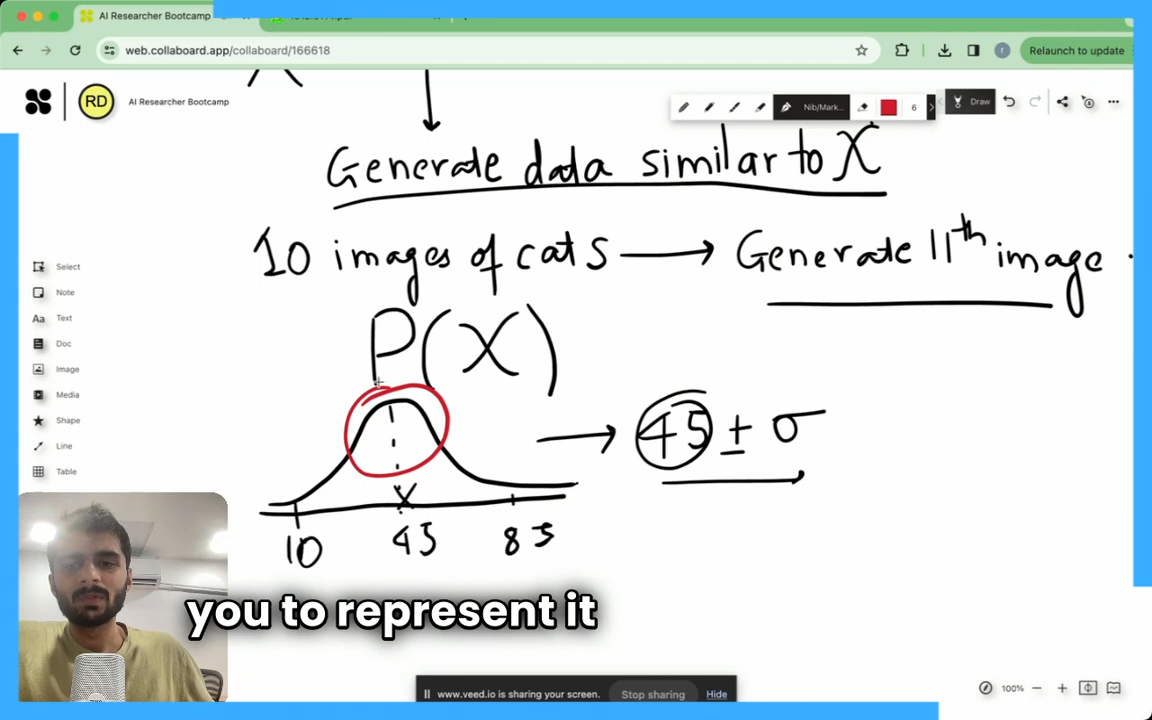 AI Researcher Bootcamp
web.collaboard.app/collaboard/166618
r
Relaunch to update
RD
AI Researcher Bootcamp
Nib/Mark...
6
Draw
X
Generate data similar to X
10 images of cats → Generate 11th image
P(X)
→ 45 ± σ
10 45 85
Select
Note
Text
Doc
Image
Media
Shape
Line
Table
you to represent it
www.veed.io is sharing your screen.
Stop sharing
Hide
100%